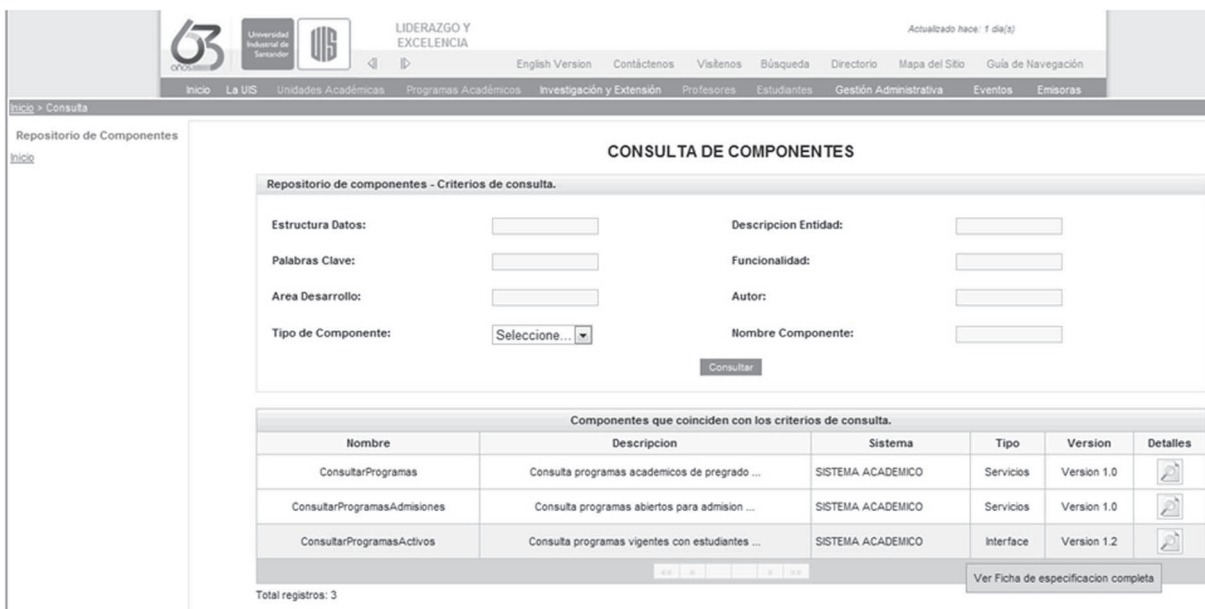 63
años
Universidad
Industrial de
Santander
UIS
LIDERAZGO Y
EXCELENCIA
Actualizado hace: 1 dia(s)
English Version Contáctenos Visítenos Búsqueda Directorio Mapa del Sitio Guía de Navegación
Inicio La UIS Unidades Académicas Programas Académicos Investigación y Extensión Profesores Estudiantes Gestión Administrativa Eventos Emisoras
Inicio > Consulta
Repositorio de Componentes
Inicio
CONSULTA DE COMPONENTES
Repositorio de componentes - Criterios de consulta.
Estructura Datos: Descripcion Entidad:
Palabras Clave: Funcionalidad:
Area Desarrollo: Autor:
Tipo de Componente: Seleccione... Nombre Componente:
Consultar
Componentes que coinciden con los criterios de consulta.
Nombre Descripcion Sistema Tipo Version Detalles
ConsultarProgramas Consulta programas academicos de pregrado ... SISTEMA ACADEMICO Servicios Version 1.0
ConsultarProgramasAdmisiones Consulta programas abiertos para admision ... SISTEMA ACADEMICO Servicios Version 1.0
ConsultarProgramasActivos Consulta programas vigentes con estudiantes ... SISTEMA ACADEMICO Interface Version 1.2
«« « » »»
Ver Ficha de especificacion completa
Total registros: 3